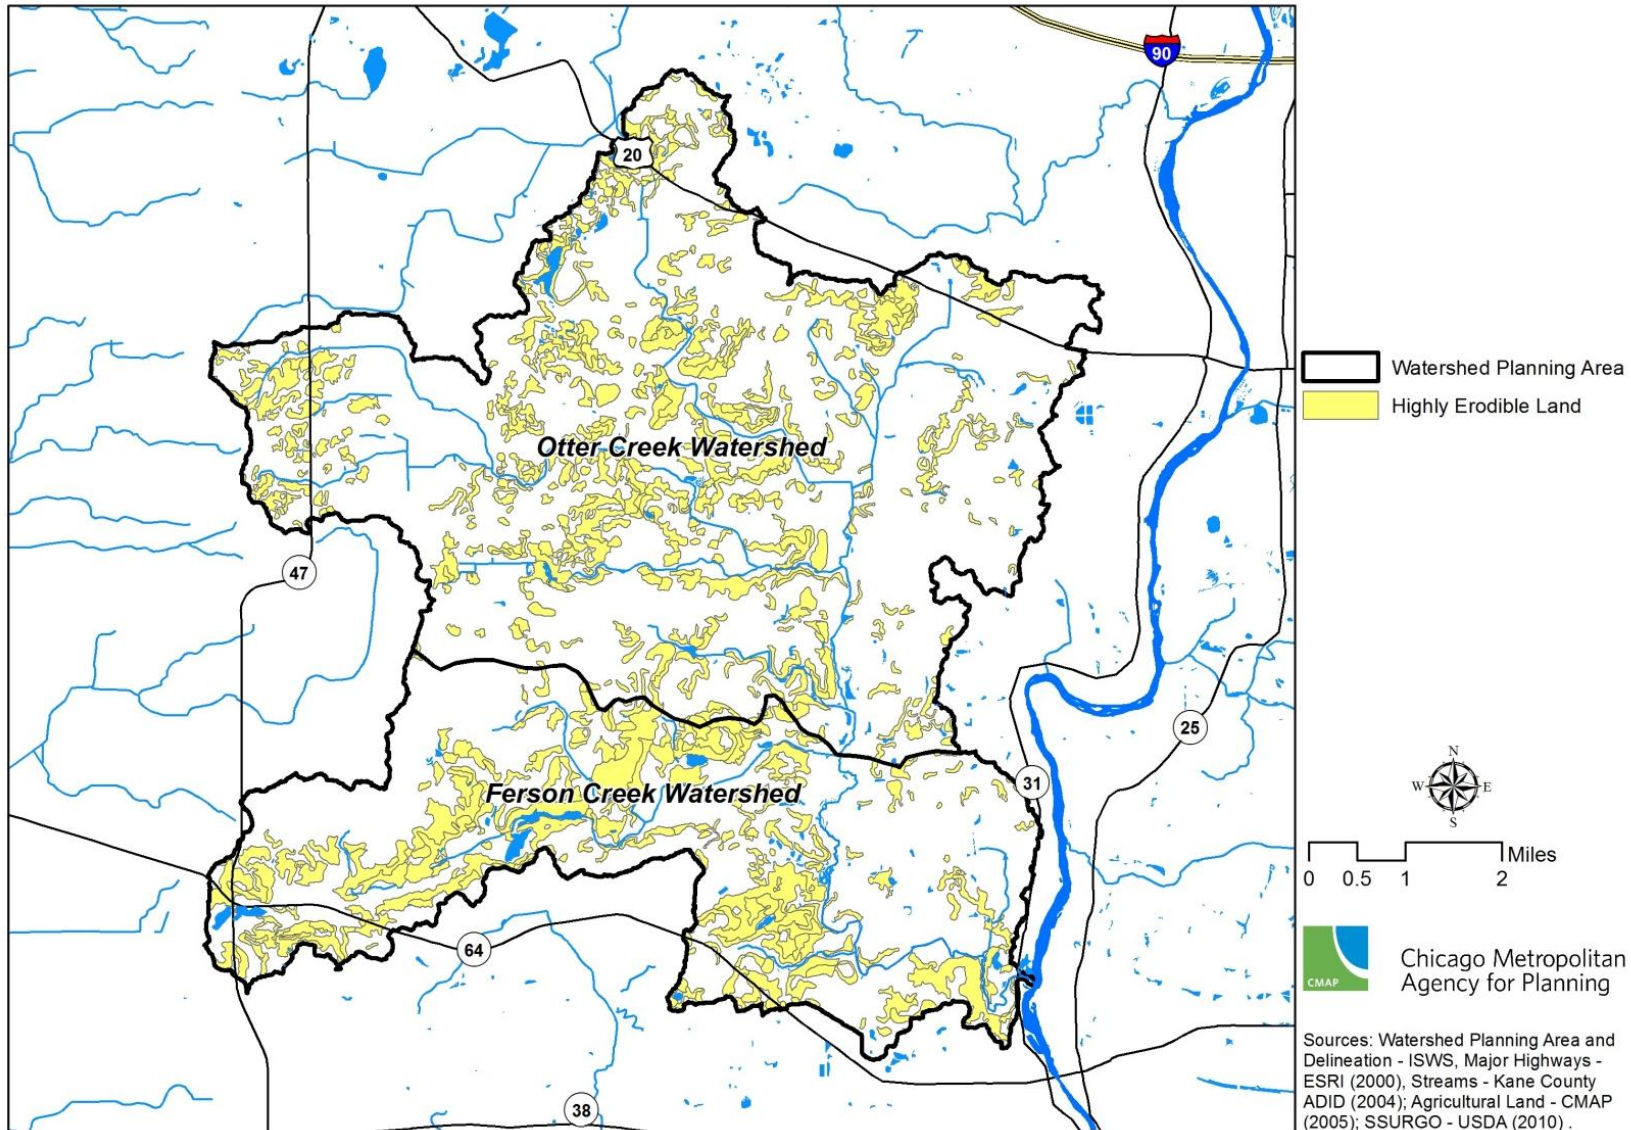 90
20
Watershed Planning Area
Highly Erodible Land
Otter Creek Watershed
47
25
31
Ferson Creek Watershed
N
W E
S
Miles
0 0.5 1 2
64
CMAP
Chicago Metropolitan
Agency for Planning
Sources: Watershed Planning Area and
Delineation - ISWS, Major Highways -
ESRI (2000), Streams - Kane County
ADID (2004); Agricultural Land - CMAP
(2005); SSURGO - USDA (2010) .
38